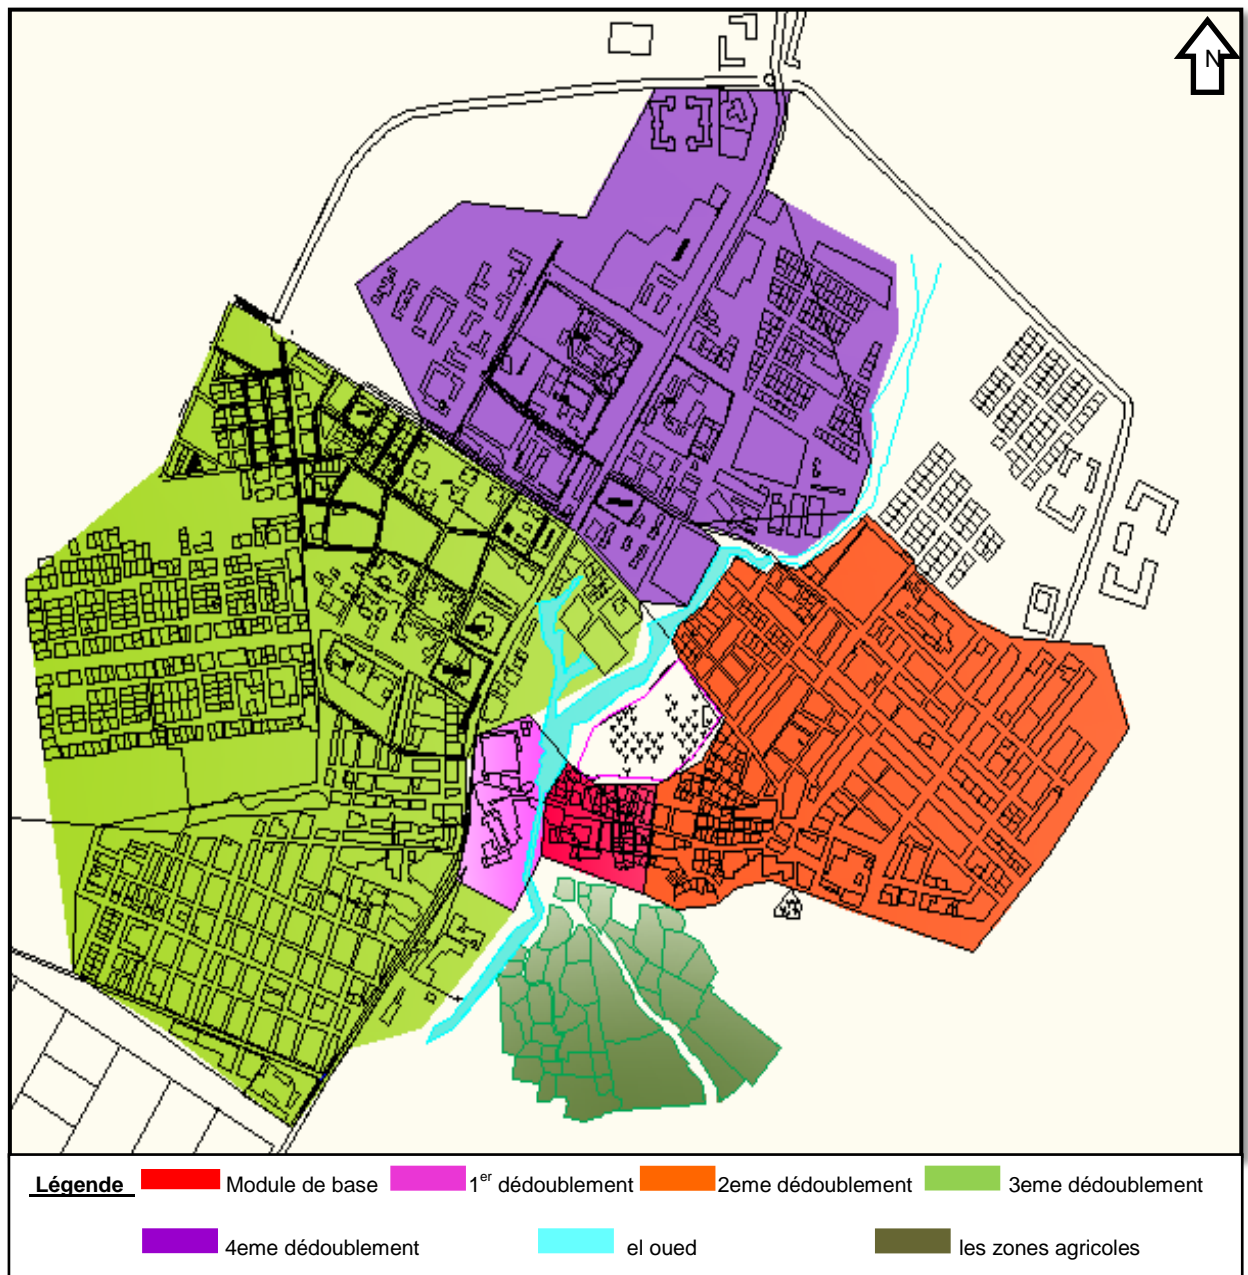 N
Légende Module de base 1er dédoublement 2eme dédoublement 3eme dédoublement
4eme dédoublement el oued les zones agricoles